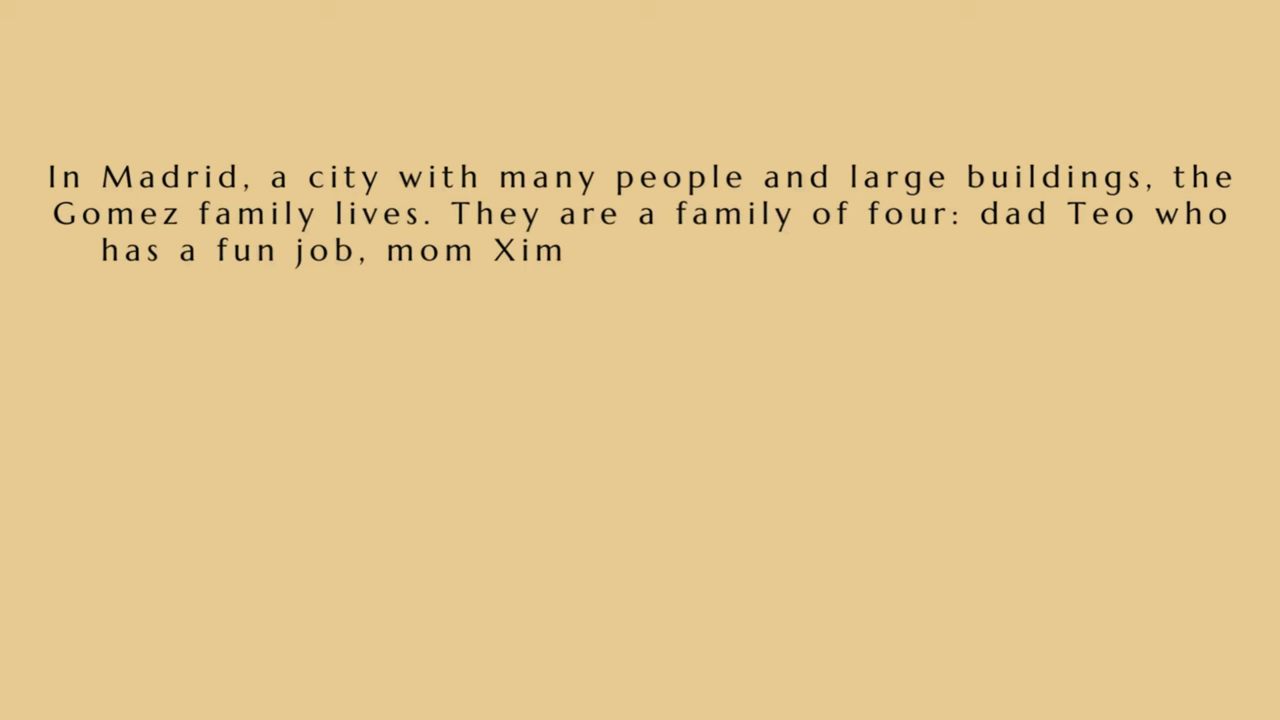 In Madrid, a city with many people and large buildings, the
Gomez family lives. They are a family of four: dad Teo who
has a fun job, mom Xim